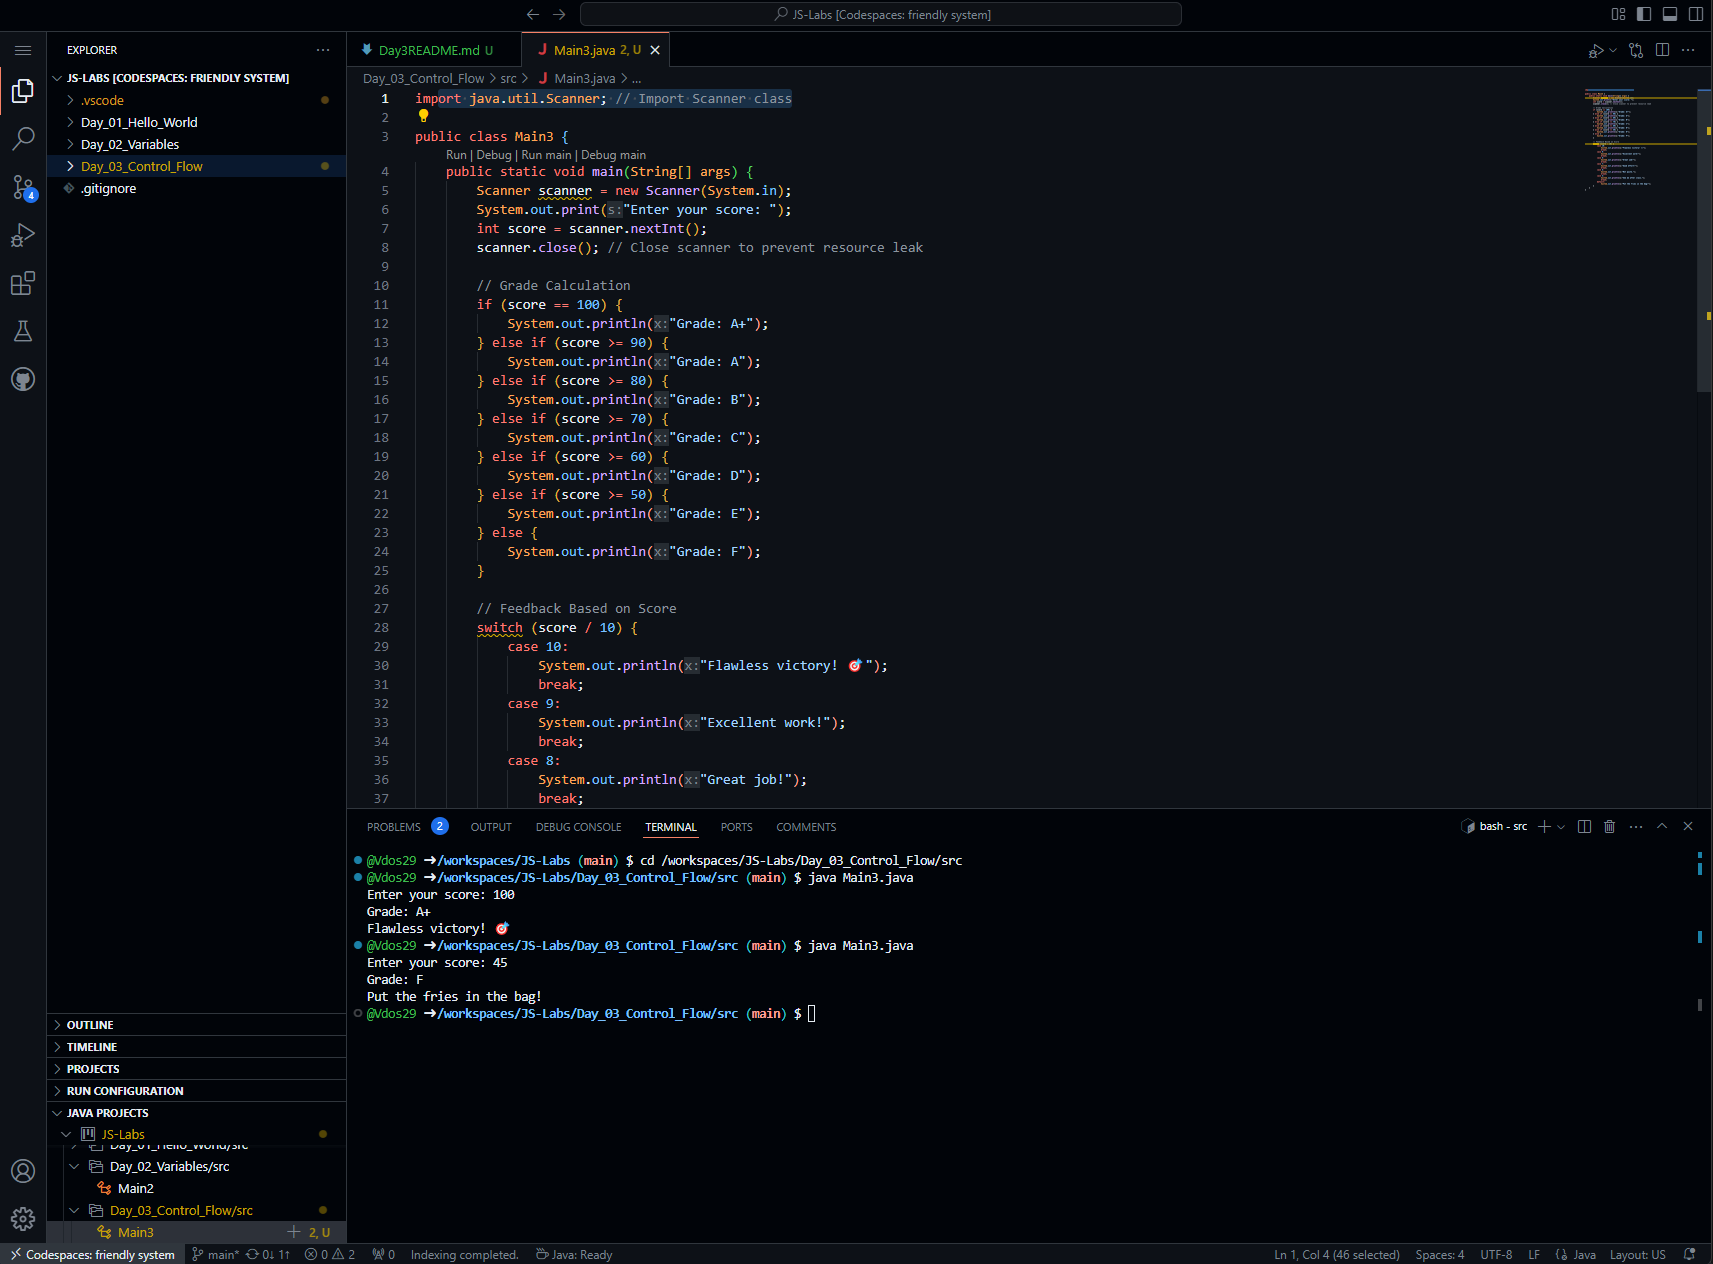 JS-Labs [Codespaces: friendly system]
EXPLORER
JS-LABS [CODESPACES: FRIENDLY SYSTEM]
.vscode
Day_01_Hello_World
Day_02_Variables
Day_03_Control_Flow
.gitignore
4
Day3README.md U
Main3.java 2, U
Day_03_Control_Flow > src > Main3.java > ...
1 import java.util.Scanner; // Import Scanner class
2
3 public class Main3 {
Run | Debug | Run main | Debug main
4 public static void main(String[] args) {
5 Scanner scanner = new Scanner(System.in);
6 System.out.print(s:"Enter your score: ");
7 int score = scanner.nextInt();
8 scanner.close(); // Close scanner to prevent resource leak
9
10 // Grade Calculation
11 if (score == 100) {
12 System.out.println(x:"Grade: A+");
13 } else if (score >= 90) {
14 System.out.println(x:"Grade: A");
15 } else if (score >= 80) {
16 System.out.println(x:"Grade: B");
17 } else if (score >= 70) {
18 System.out.println(x:"Grade: C");
19 } else if (score >= 60) {
20 System.out.println(x:"Grade: D");
21 } else if (score >= 50) {
22 System.out.println(x:"Grade: E");
23 } else {
24 System.out.println(x:"Grade: F");
25 }
26
27 // Feedback Based on Score
28 switch (score / 10) {
29 case 10:
30 System.out.println(x:"Flawless victory! 🎯");
31 break;
32 case 9:
33 System.out.println(x:"Excellent work!");
34 break;
35 case 8:
36 System.out.println(x:"Great job!");
37 break;
PROBLEMS 2 OUTPUT DEBUG CONSOLE TERMINAL PORTS COMMENTS
bash - src
@Vdos29 ➜/workspaces/JS-Labs (main) $ cd /workspaces/JS-Labs/Day_03_Control_Flow/src
@Vdos29 ➜/workspaces/JS-Labs/Day_03_Control_Flow/src (main) $ java Main3.java
Enter your score: 100
Grade: A+
Flawless victory! 🎯
@Vdos29 ➜/workspaces/JS-Labs/Day_03_Control_Flow/src (main) $ java Main3.java
Enter your score: 45
Grade: F
Put the fries in the bag!
@Vdos29 ➜/workspaces/JS-Labs/Day_03_Control_Flow/src (main) $
OUTLINE
TIMELINE
PROJECTS
RUN CONFIGURATION
JAVA PROJECTS
JS-Labs
Day_01_Hello_World/src
Day_02_Variables/src
Main2
Day_03_Control_Flow/src
Main3 2, U
Codespaces: friendly system main* 0↓ 1↑ 0 2 0 Indexing completed. Java: Ready
Ln 1, Col 4 (46 selected) Spaces: 4 UTF-8 LF Java Layout: US